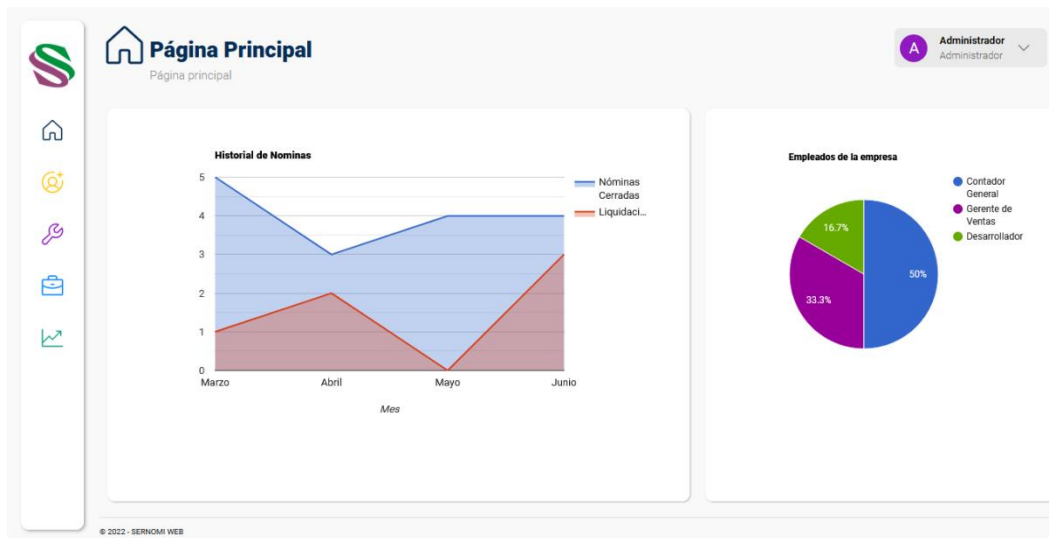 Página Principal
Página principal
A
Administrador
Administrador
Historial de Nominas
5
4
3
2
1
0
Marzo
Abril
Mayo
Junio
Mes
Nóminas
Cerradas
Liquidaci...
Empleados de la empresa
16.7%
33.3%
50%
Contador
General
Gerente de
Ventas
Desarrollador
© 2022 - SERNOMI WEB